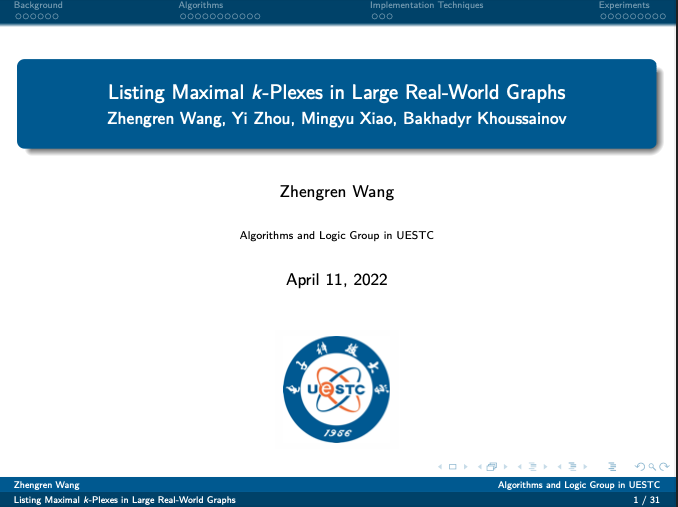 Background Algorithms Implementation Techniques Experiments
Listing Maximal k-Plexes in Large Real-World Graphs
Zhengren Wang, Yi Zhou, Mingyu Xiao, Bakhadyr Khoussainov
Zhengren Wang
Algorithms and Logic Group in UESTC
April 11, 2022
UESTC
1956
Zhengren Wang Algorithms and Logic Group in UESTC
Listing Maximal k-Plexes in Large Real-World Graphs 1 / 31